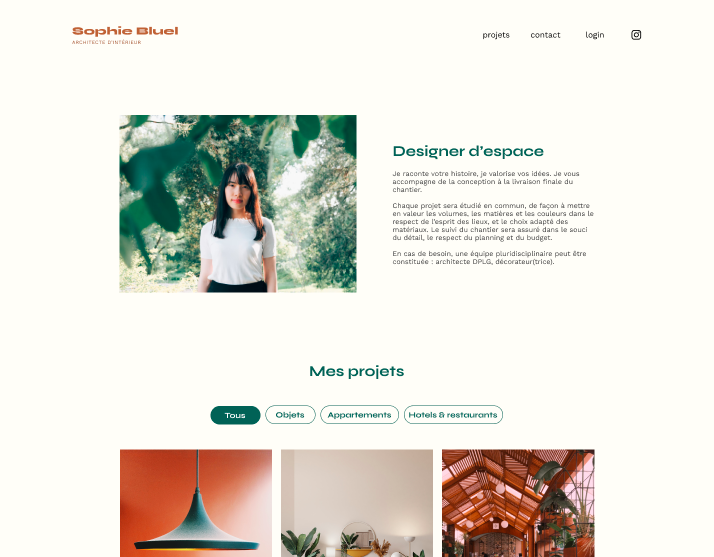 Sophie Bluel
ARCHITECTE D'INTÉRIEUR
projets
contact
login
Designer d'espace
Je raconte votre histoire, je valorise vos idées. Je vous
accompagne de la conception à la livraison finale du
chantier.
Chaque projet sera étudié en commun, de façon à mettre
en valeur les volumes, les matières et les couleurs dans le
respect de l'esprit des lieux, et le choix adapté des
matériaux. Le suivi du chantier sera assuré dans le souci
du détail, le respect du planning et du budget.
En cas de besoin, une équipe pluridisciplinaire peut être
constituée : architecte DPLG, décorateur(trice).
Mes projets
Tous
Objets
Appartements
Hotels & restaurants